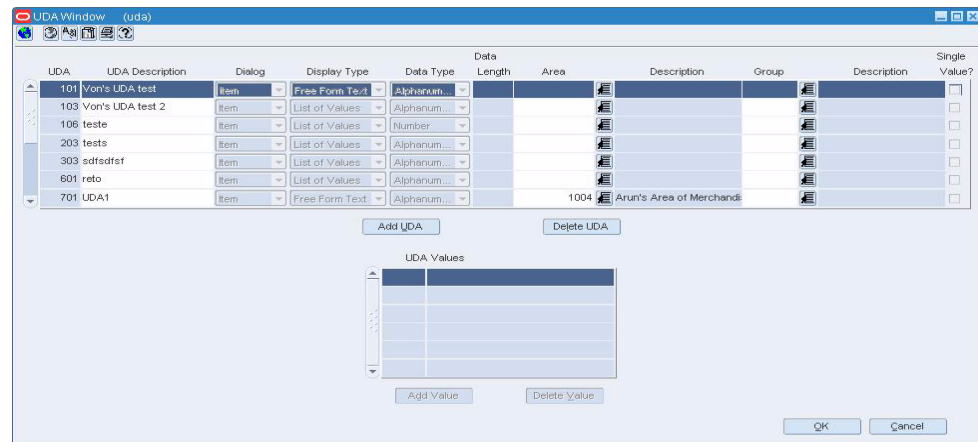 UDA Window (uda)
Data Single
UDA UDA Description Dialog Display Type Data Type Length Area Description Group Description Value?
101 Von's UDA test Item Free Form Text Alphanum...
103 Von's UDA test 2 Item List of Values Alphanum...
106 teste Item List of Values Number
203 tests Item List of Values Alphanum...
303 sdfsdfsf Item List of Values Alphanum...
601 reto Item List of Values Alphanum...
701 UDA1 Item Free Form Text Alphanum... 1004 Arun's Area of Merchandi
Add UDA Delete UDA
UDA Values
Add Value Delete Value
OK Cancel